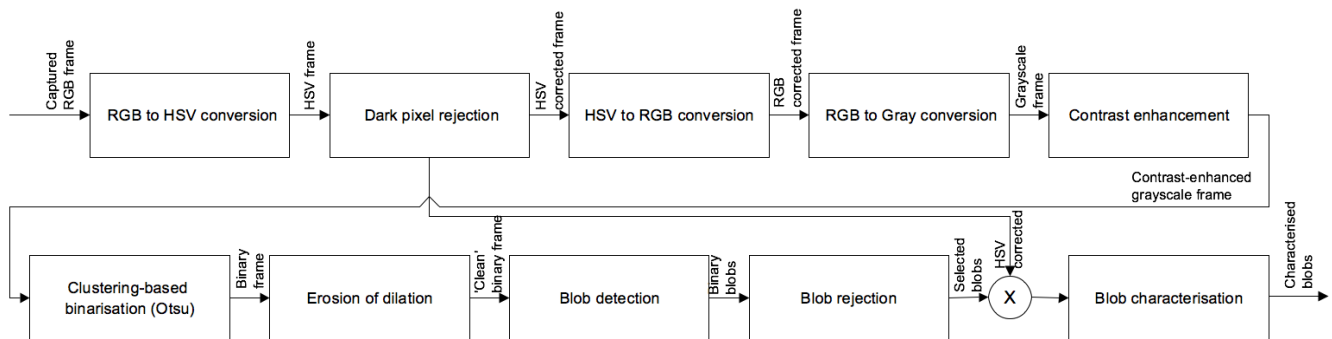 Captured
RGB frame
RGB to HSV conversion
HSV frame
Dark pixel rejection
HSV
corrected frame
HSV to RGB conversion
RGB
corrected frame
RGB to Gray conversion
Grayscale
frame
Contrast enhancement
Contrast-enhanced
grayscale frame
Clustering-based
binarisation (Otsu)
Binary
frame
Erosion of dilation
'Clean'
binary frame
Blob detection
Binary
blobs
Blob rejection
Selected
blobs
HSV
corrected
X
Blob characterisation
Characterised
blobs